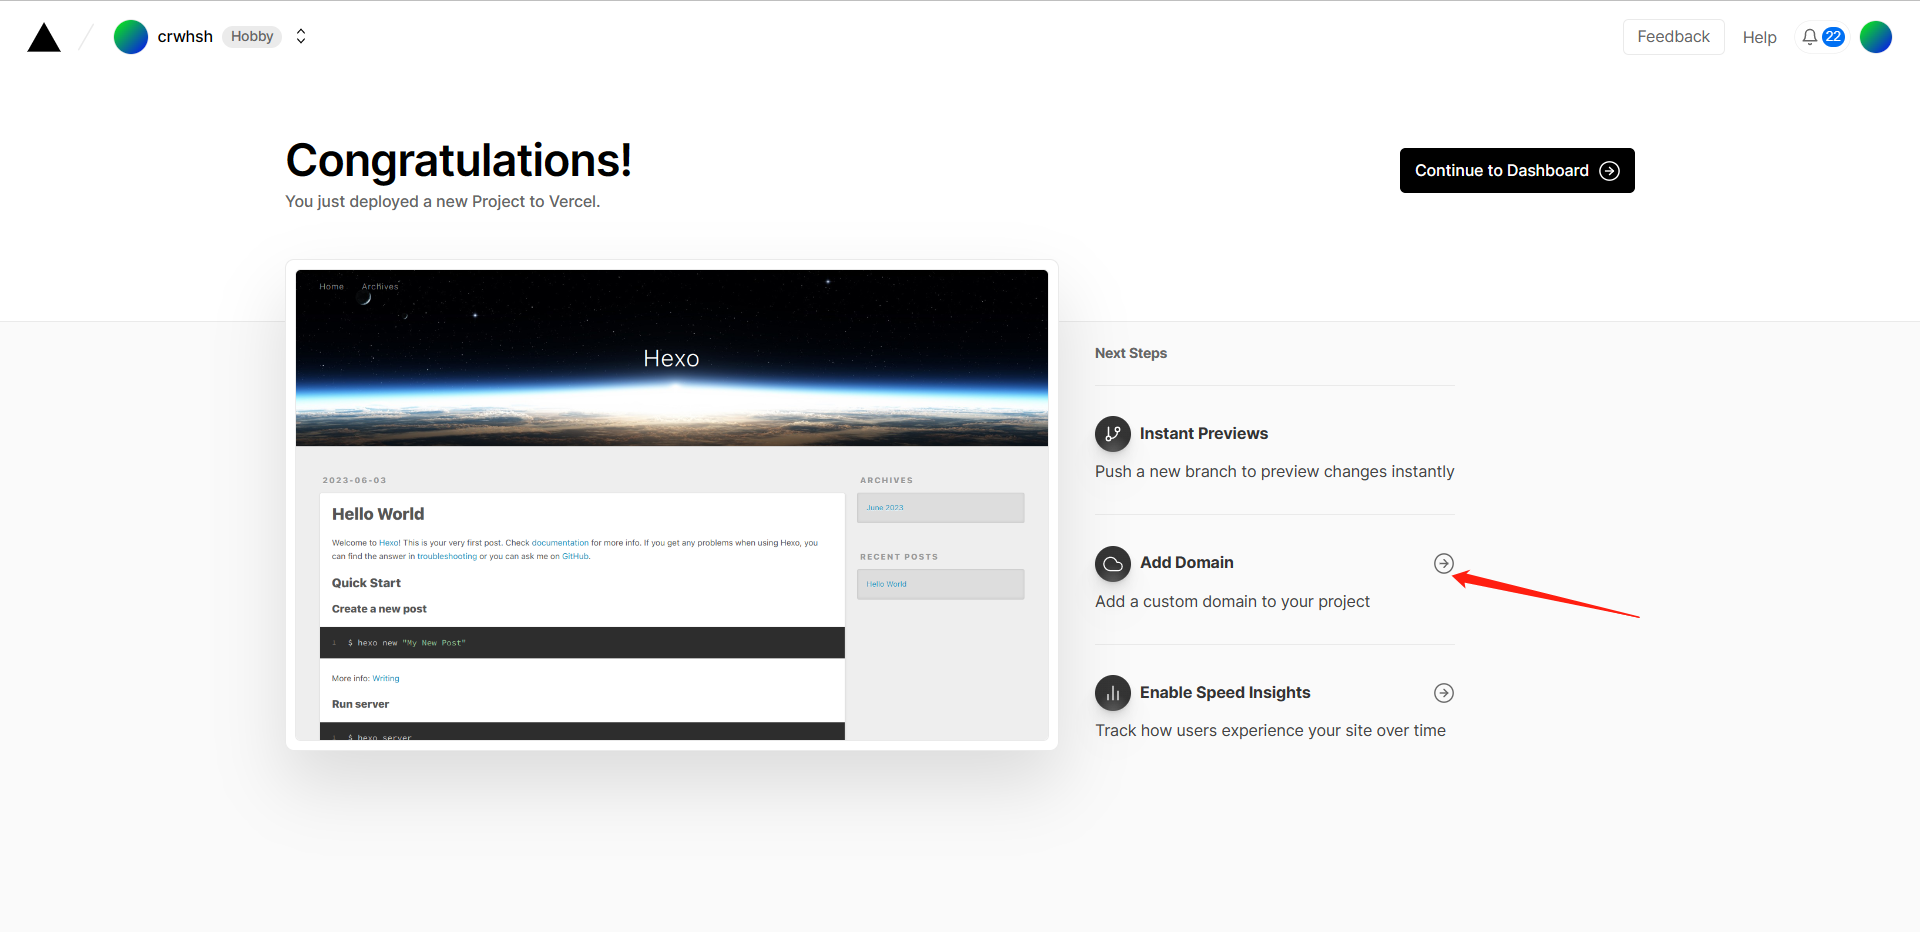 crwhsh Hobby
Feedback
Help
22
Congratulations!
You just deployed a new Project to Vercel.
Continue to Dashboard
Home Archives
Hexo
2023-06-03
Hello World
Welcome to Hexo! This is your very first post. Check documentation for more info. If you get any problems when using Hexo, you
can find the answer in troubleshooting or you can ask me on GitHub.
Quick Start
Create a new post
1 $ hexo new "My New Post"
More info: Writing
Run server
1 $ hexo server
ARCHIVES
June 2023
RECENT POSTS
Hello World
Next Steps
Instant Previews
Push a new branch to preview changes instantly
Add Domain
Add a custom domain to your project
Enable Speed Insights
Track how users experience your site over time